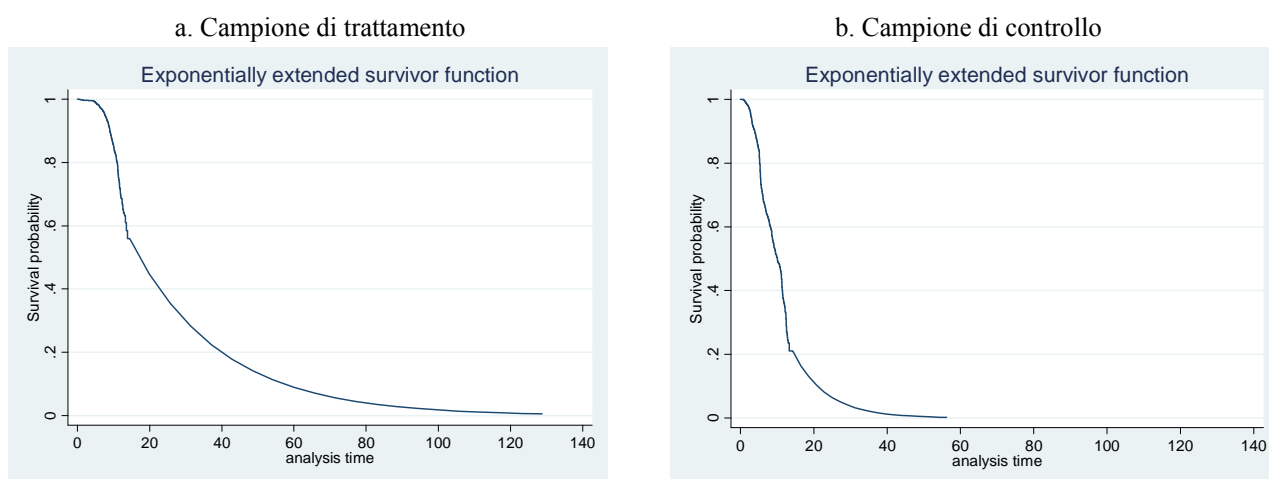 a. Campione di trattamento
Exponentially extended survivor function
Survival probability
1
.8
.6
.4
.2
0
0 20 40 60 80 100 120 140
analysis time
b. Campione di controllo
Exponentially extended survivor function
Survival probability
1
.8
.6
.4
.2
0
0 20 40 60 80 100 120 140
analysis time